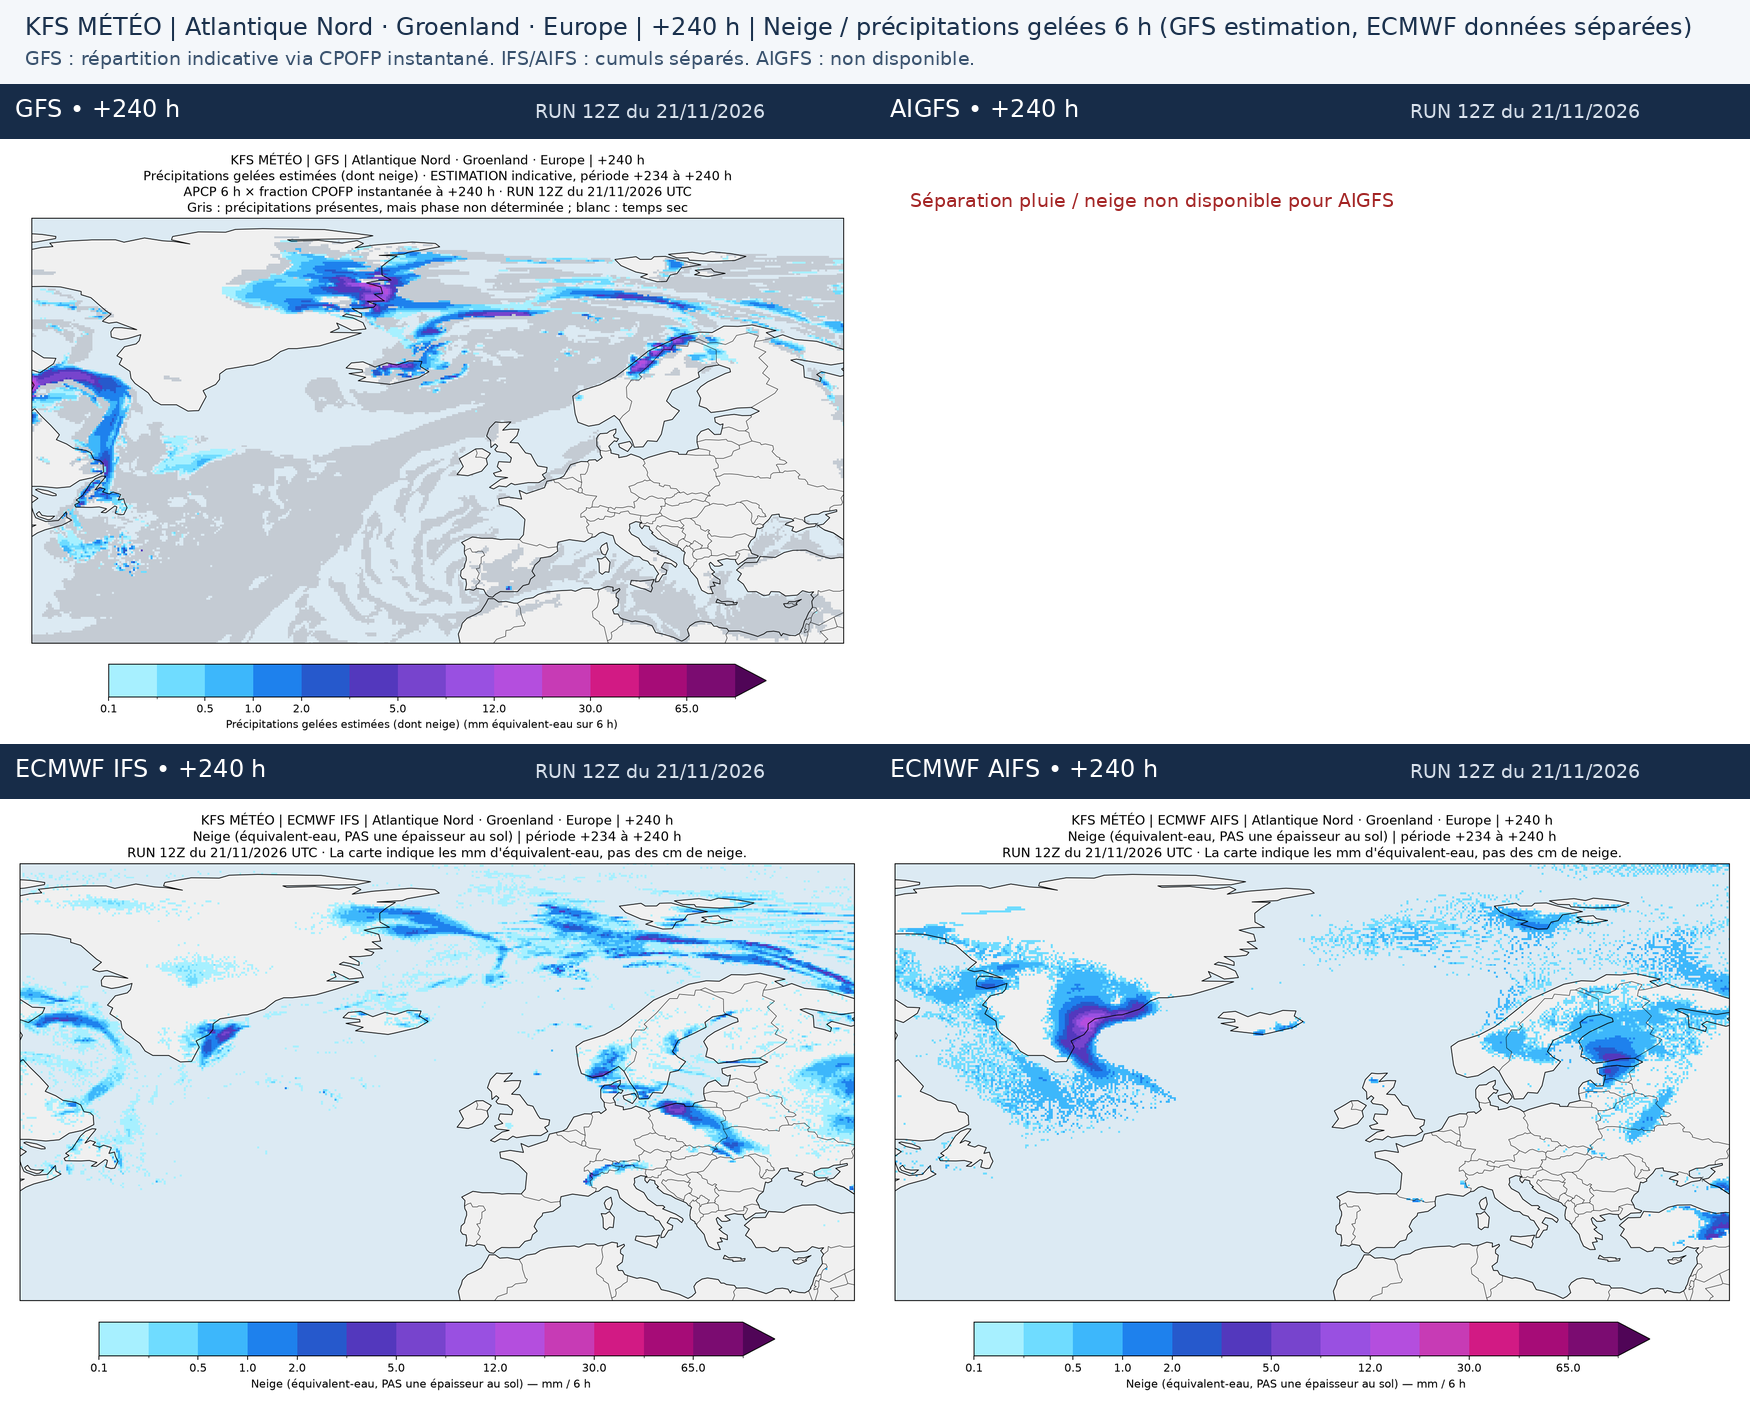 KFS MÉTÉO | Atlantique Nord · Groenland · Europe | +240 h | Neige / précipitations gelées 6 h (GFS estimation, ECMWF données séparées)
GFS : répartition indicative via CPOFP instantané. IFS/AIFS : cumuls séparés. AIGFS : non disponible.
GFS • +240 h
RUN 12Z du 21/11/2026
AIGFS • +240 h
RUN 12Z du 21/11/2026
KFS MÉTÉO | GFS | Atlantique Nord · Groenland · Europe | +240 h
Précipitations gelées estimées (dont neige) · ESTIMATION indicative, période +234 à +240 h
APCP 6 h × fraction CPOFP instantanée à +240 h · RUN 12Z du 21/11/2026 UTC
Gris : précipitations présentes, mais phase non déterminée ; blanc : temps sec
Séparation pluie / neige non disponible pour AIGFS
0.1 0.5 1.0 2.0 5.0 12.0 30.0 65.0
Précipitations gelées estimées (dont neige) (mm équivalent-eau sur 6 h)
ECMWF IFS • +240 h
RUN 12Z du 21/11/2026
ECMWF AIFS • +240 h
RUN 12Z du 21/11/2026
KFS MÉTÉO | ECMWF IFS | Atlantique Nord · Groenland · Europe | +240 h
Neige (équivalent-eau, PAS une épaisseur au sol) | période +234 à +240 h
RUN 12Z du 21/11/2026 UTC · La carte indique les mm d'équivalent-eau, pas des cm de neige.
0.1 0.5 1.0 2.0 5.0 12.0 30.0 65.0
Neige (équivalent-eau, PAS une épaisseur au sol) — mm / 6 h
KFS MÉTÉO | ECMWF AIFS | Atlantique Nord · Groenland · Europe | +240 h
Neige (équivalent-eau, PAS une épaisseur au sol) | période +234 à +240 h
RUN 12Z du 21/11/2026 UTC · La carte indique les mm d'équivalent-eau, pas des cm de neige.
0.1 0.5 1.0 2.0 5.0 12.0 30.0 65.0
Neige (équivalent-eau, PAS une épaisseur au sol) — mm / 6 h